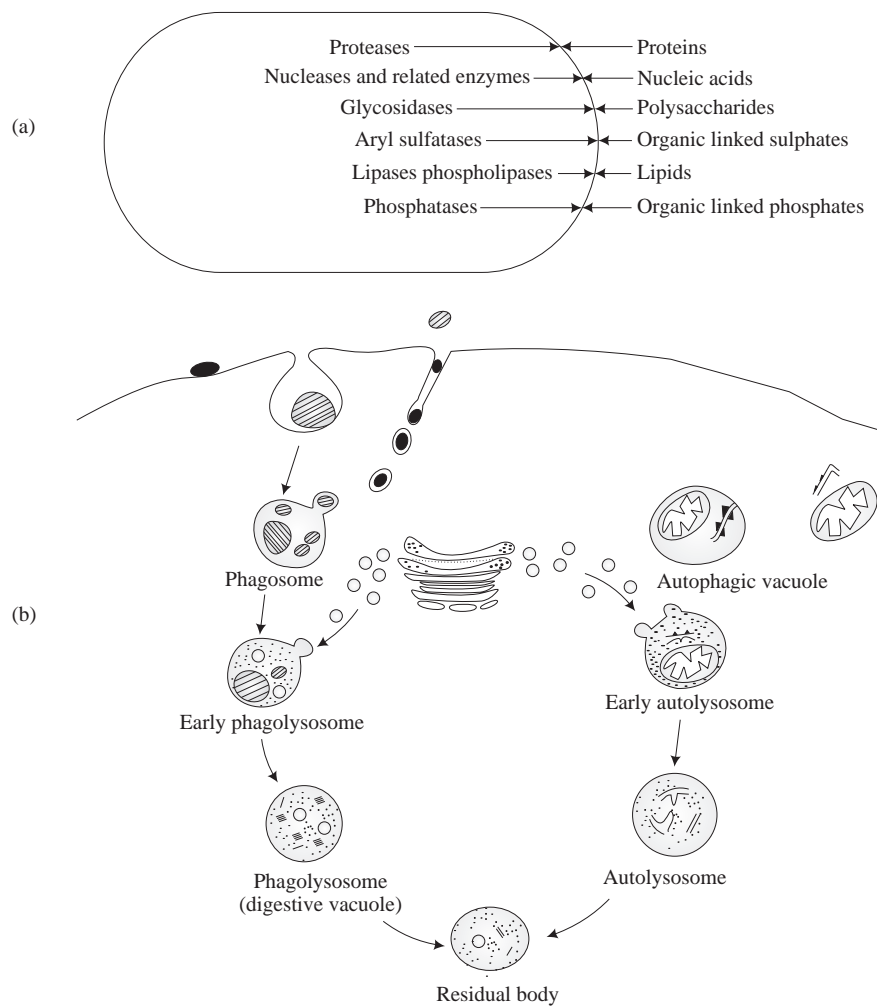 (a)
Proteases
Proteins
Nucleases and related enzymes
Nucleic acids
Glycosidases
Polysaccharides
Aryl sulfatases
Organic linked sulphates
Lipases phospholipases
Lipids
Phosphatases
Organic linked phosphates
(b)
Phagosome
Autophagic vacuole
Early phagolysosome
Early autolysosome
Phagolysosome
(digestive vacuole)
Autolysosome
Residual body